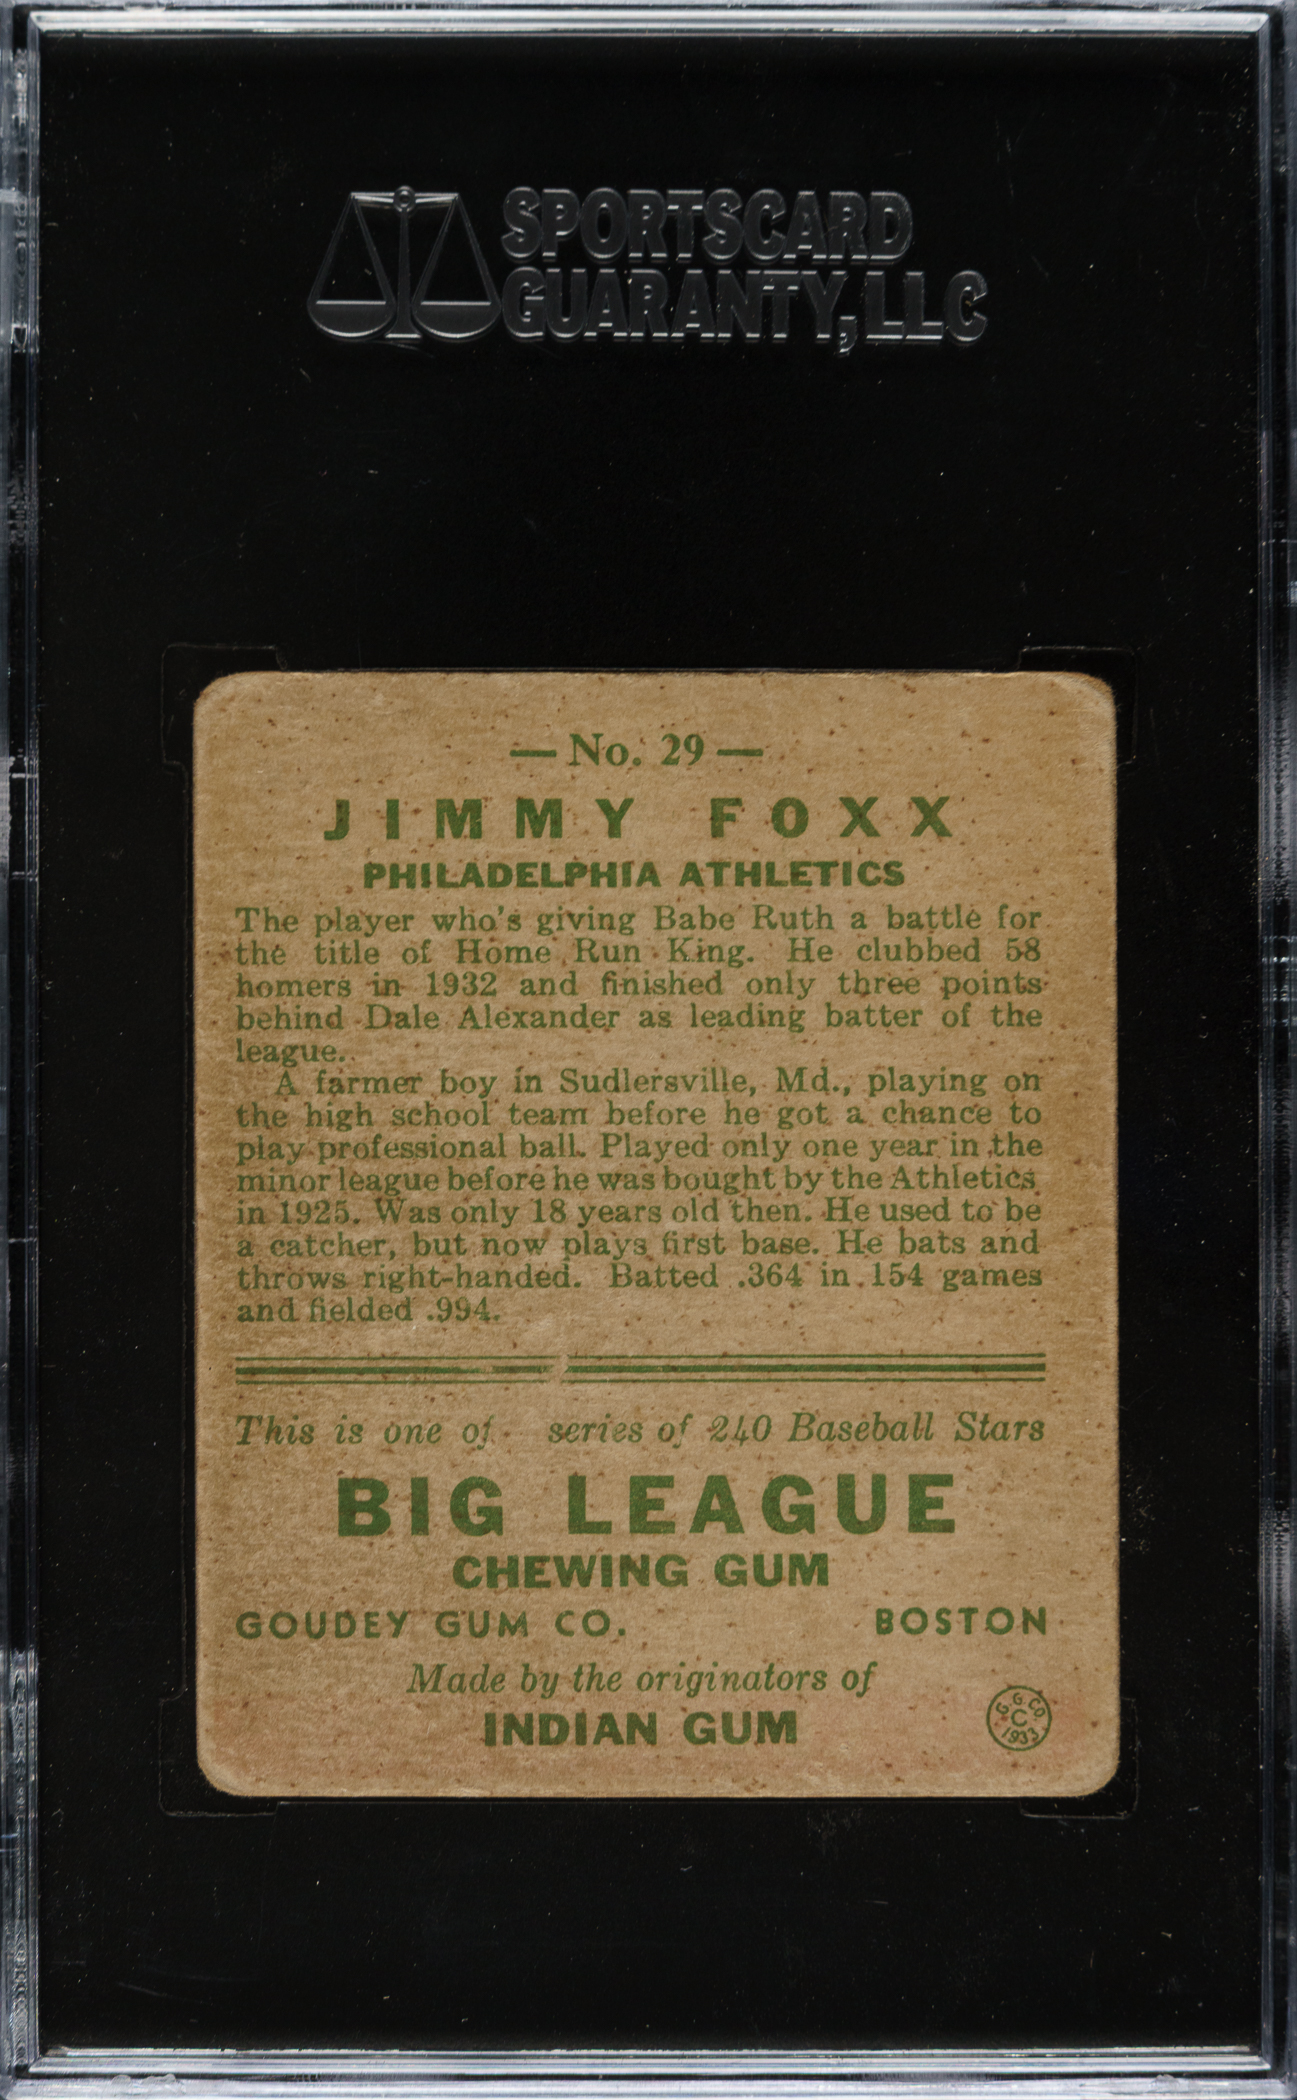 SPORTSCARD
GUARANTY, LLC
— No. 29 —
JIMMY FOXX
PHILADELPHIA ATHLETICS
The player who's giving Babe Ruth a battle for
the title of Home Run King. He clubbed 58
homers in 1932 and finished only three points
behind Dale Alexander as leading batter of the
league.
A farmer boy in Sudlersville, Md., playing on
the high school team before he got a chance to
play professional ball. Played only one year in the
minor league before he was bought by the Athletics
in 1925. Was only 18 years old then. He used to be
a catcher, but now plays first base. He bats and
throws right-handed. Batted .364 in 154 games
and fielded .994.
This is one of series of 240 Baseball Stars
BIG LEAGUE
CHEWING GUM
GOUDEY GUM CO. BOSTON
Made by the originators of
INDIAN GUM
G. G. CO.
C
1933